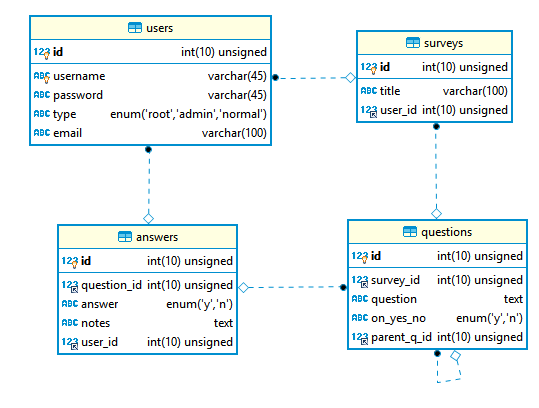 users
123 id int(10) unsigned
ABC username varchar(45)
ABC password varchar(45)
ABC type enum('root','admin','normal')
ABC email varchar(100)
surveys
123 id int(10) unsigned
ABC title varchar(100)
123 user_id int(10) unsigned
answers
123 id int(10) unsigned
123 question_id int(10) unsigned
ABC answer enum('y','n')
ABC notes text
123 user_id int(10) unsigned
questions
123 id int(10) unsigned
123 survey_id int(10) unsigned
ABC question text
ABC on_yes_no enum('y','n')
123 parent_q_id int(10) unsigned